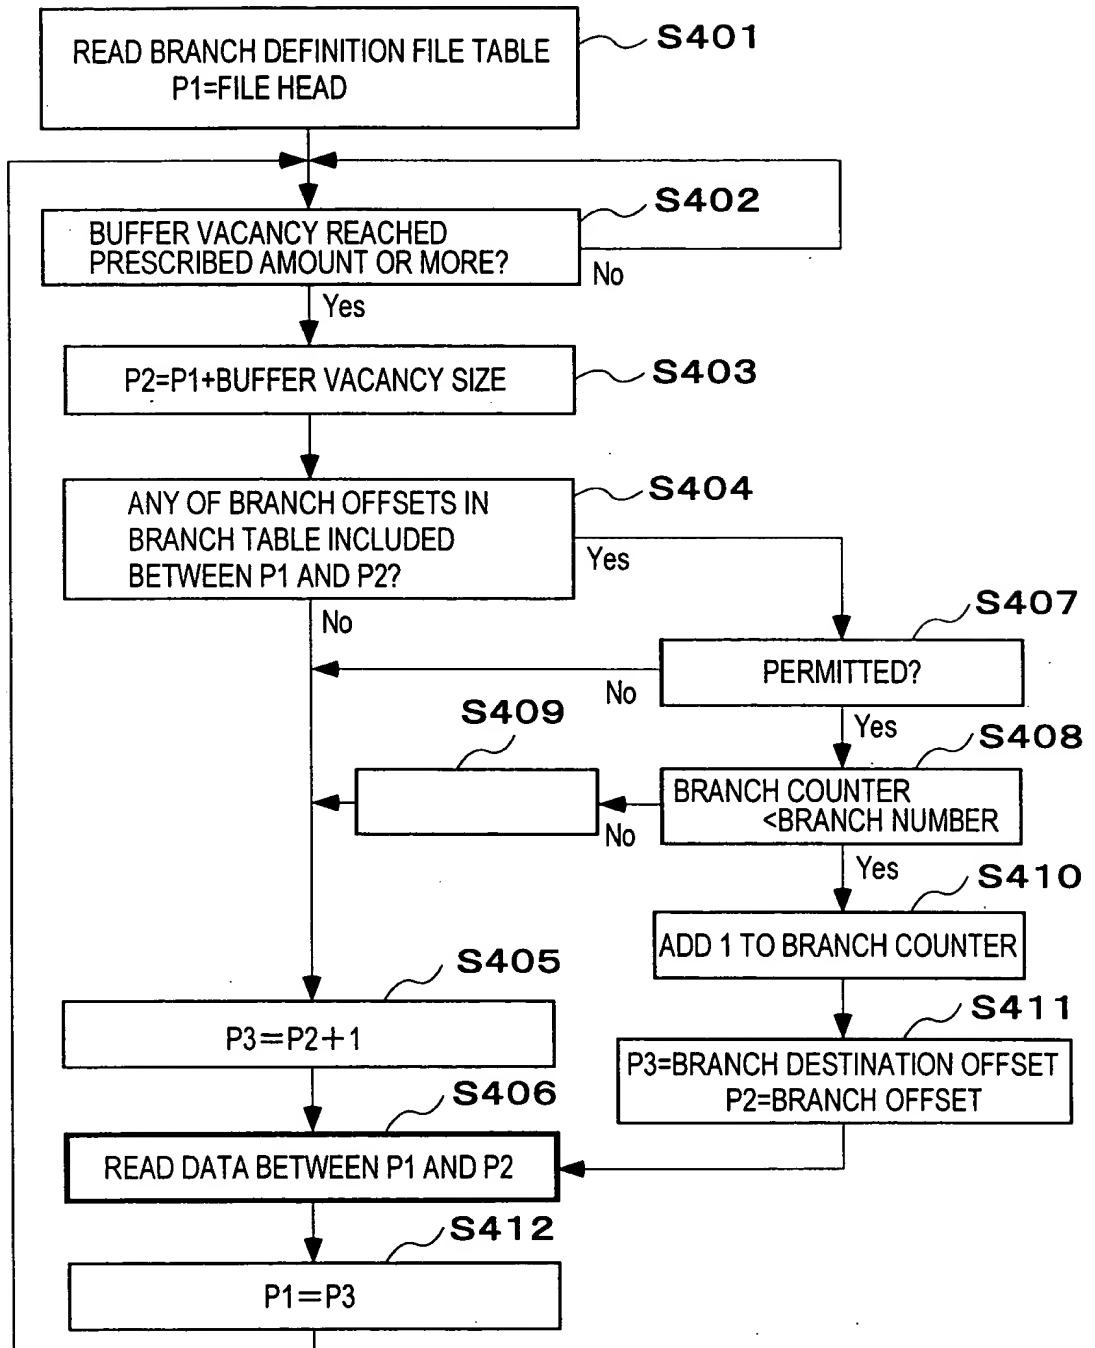 READ BRANCH DEFINITION FILE TABLE
P1=FILE HEAD
S401
BUFFER VACANCY REACHED
PRESCRIBED AMOUNT OR MORE?
S402
No
Yes
P2=P1+BUFFER VACANCY SIZE
S403
ANY OF BRANCH OFFSETS IN
BRANCH TABLE INCLUDED
BETWEEN P1 AND P2?
S404
Yes
No
S407
PERMITTED?
No
Yes
S409
S408
BRANCH COUNTER
<BRANCH NUMBER
No
Yes
S410
ADD 1 TO BRANCH COUNTER
S405
P3=P2+1
S411
P3=BRANCH DESTINATION OFFSET
P2=BRANCH OFFSET
S406
READ DATA BETWEEN P1 AND P2
S412
P1=P3